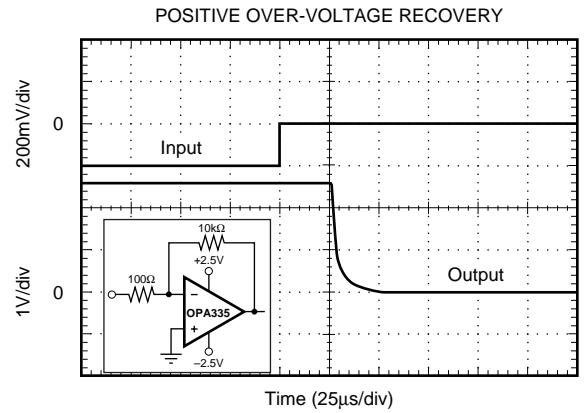 POSITIVE OVER-VOLTAGE RECOVERY
200mV/div
0
Input
10kΩ
+2.5V
100Ω
−
OPA335
+
−2.5V
1V/div
0
Output
Time (25µs/div)